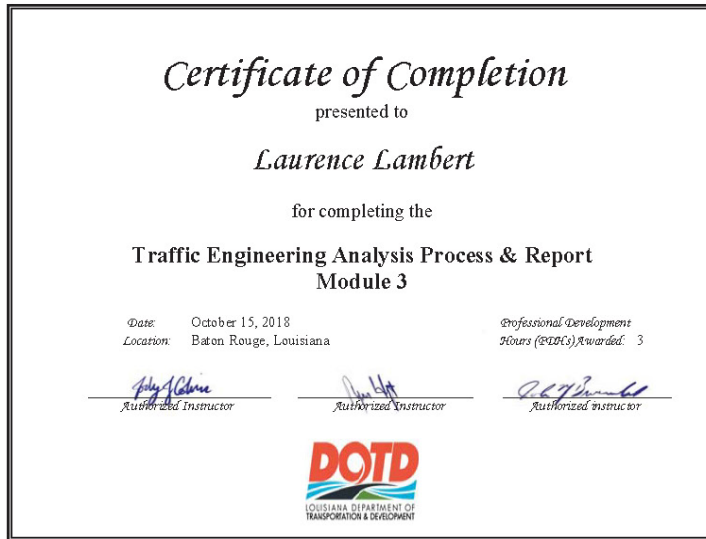 Certificate of Completion
presented to
Laurence Lambert
for completing the
Traffic Engineering Analysis Process & Report
Module 3
Date: October 15, 2018
Location: Baton Rouge, Louisiana
Professional Development
Hours (PDHs) Awarded: 3
Authorized Instructor
Authorized Instructor
Authorized instructor
DOTD
LOUISIANA DEPARTMENT OF
TRANSPORTATION & DEVELOPMENT